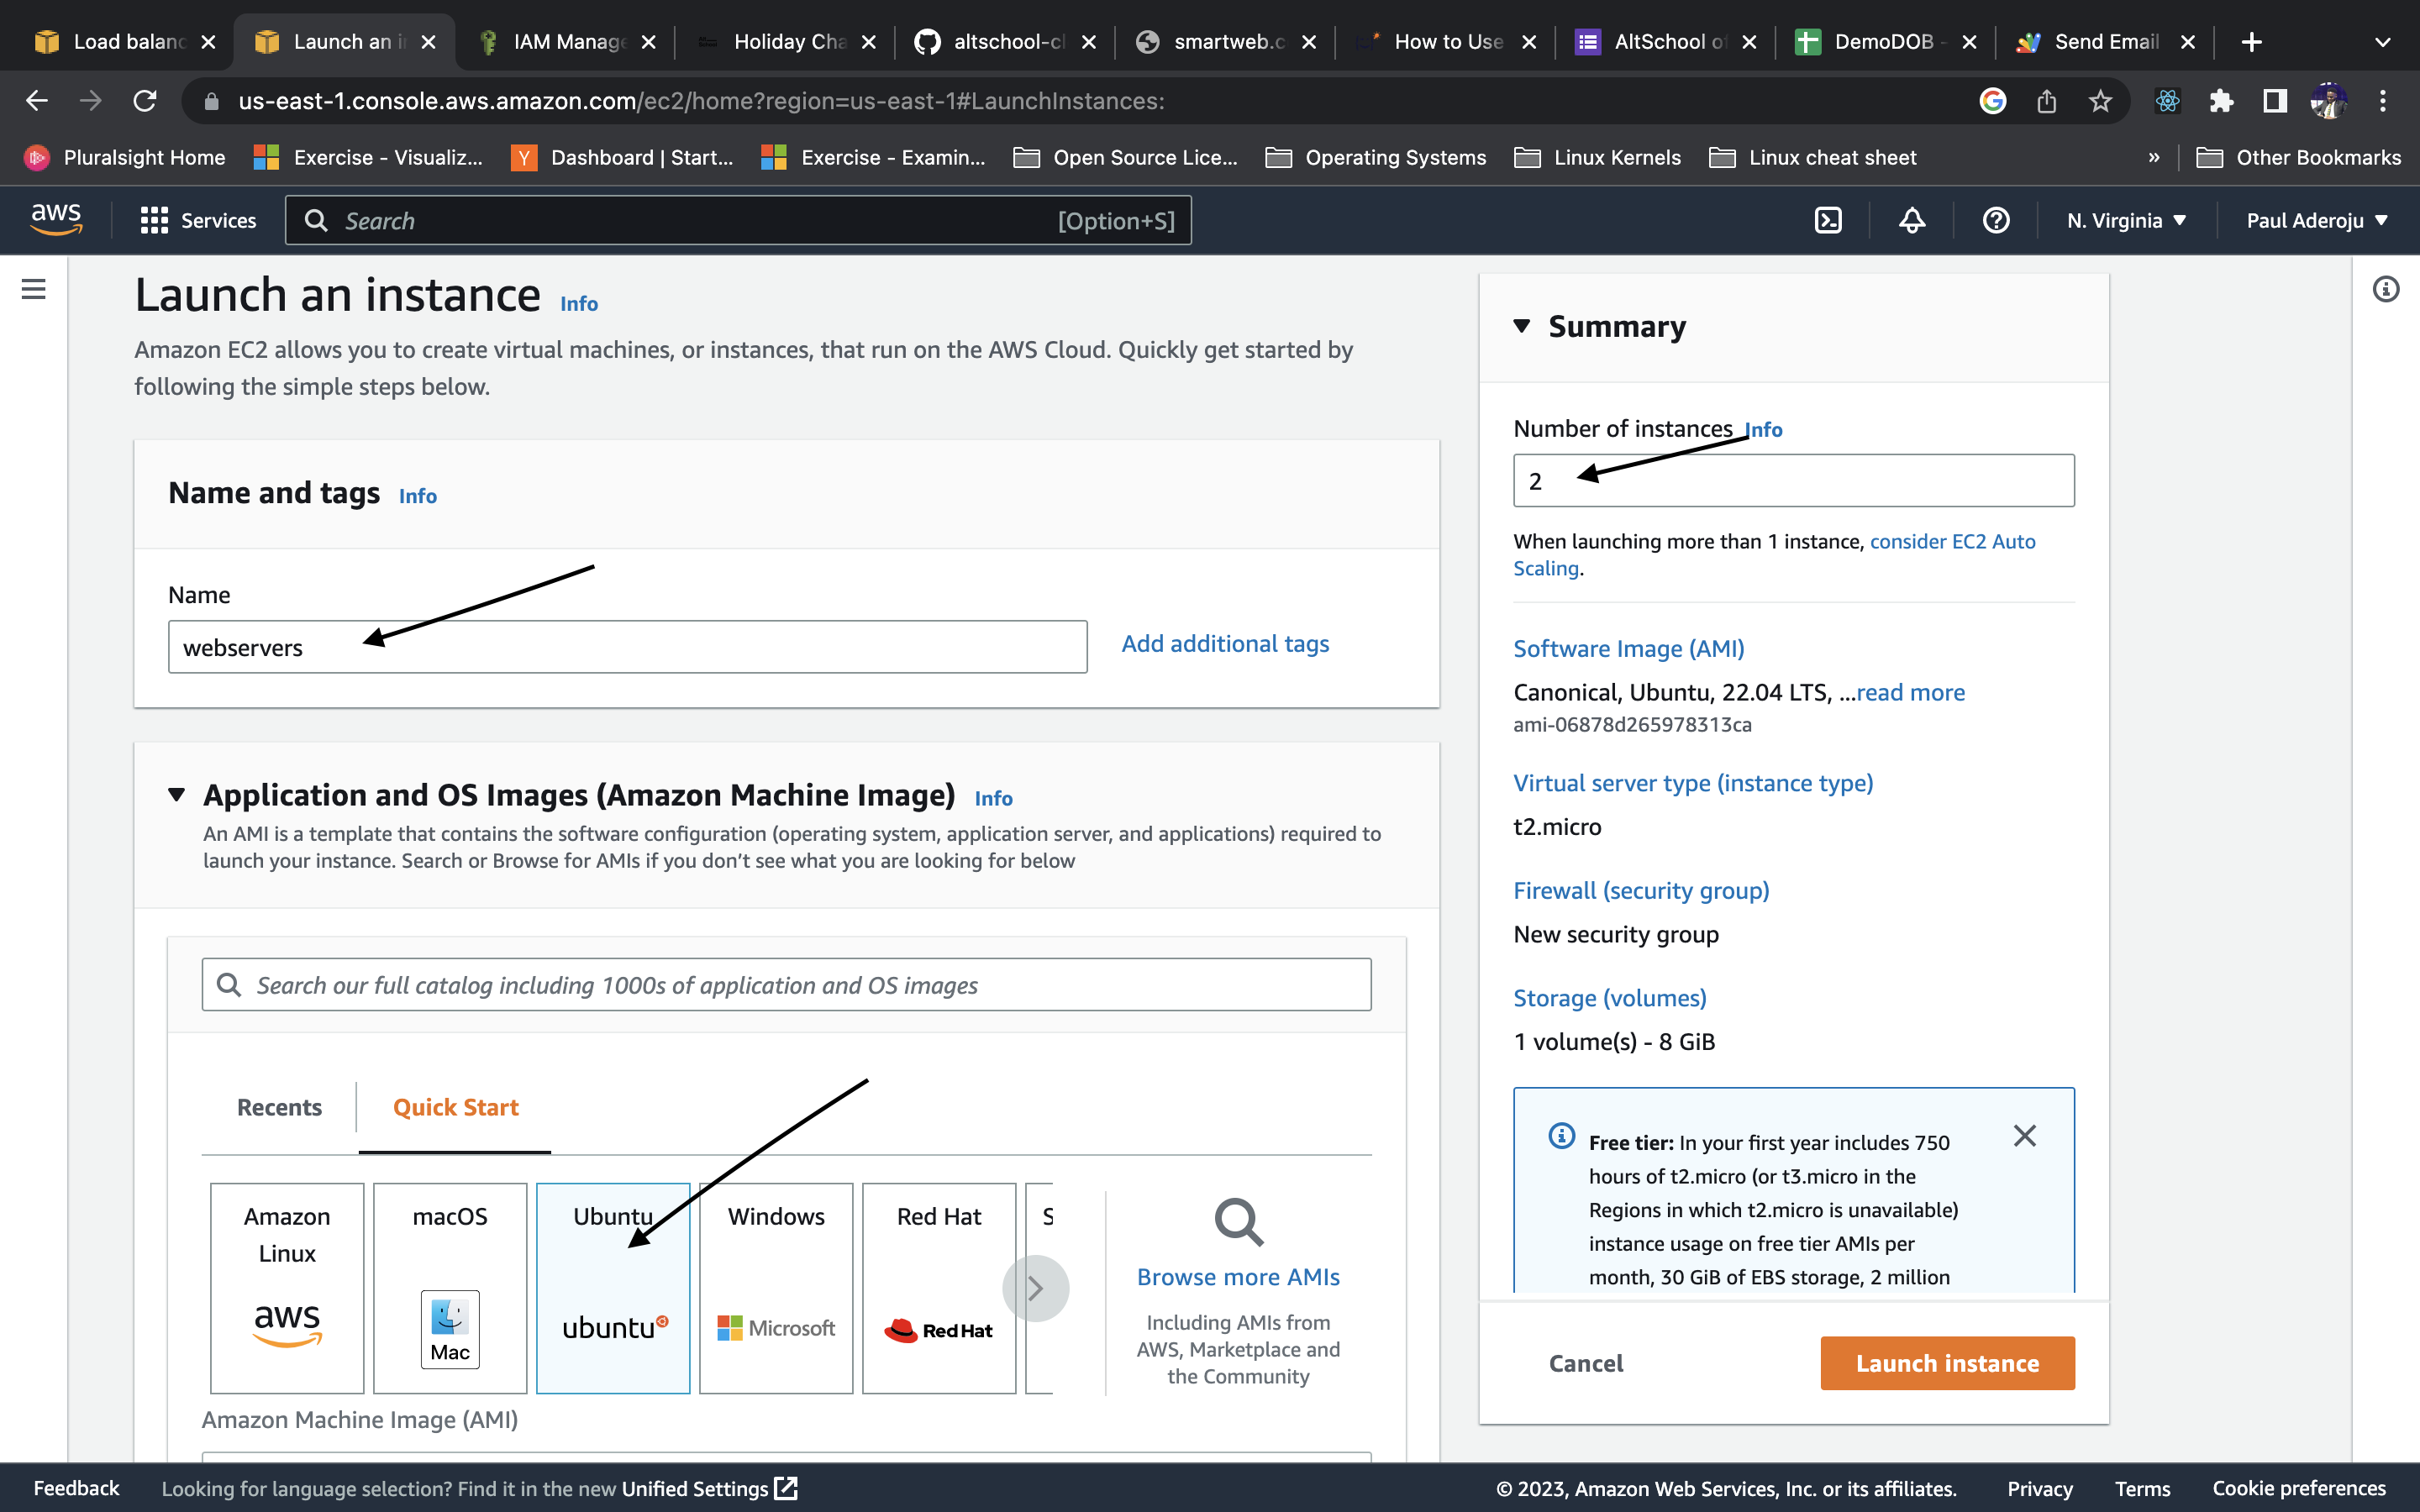 Load balanc
Launch an i
IAM Manage
Holiday Cha
altschool-cl
smartweb.c
How to Use
AltSchool of
DemoDOB -
Send Email
us-east-1.console.aws.amazon.com/ec2/home?region=us-east-1#LaunchInstances:
Pluralsight Home
Exercise - Visualiz...
Dashboard | Start...
Exercise - Examin...
Open Source Lice...
Operating Systems
Linux Kernels
Linux cheat sheet
»
Other Bookmarks
aws
Services
Search
[Option+S]
N. Virginia
Paul Aderoju
Launch an instance Info
Amazon EC2 allows you to create virtual machines, or instances, that run on the AWS Cloud. Quickly get started by
following the simple steps below.
Name and tags Info
Name
webservers
Add additional tags
Application and OS Images (Amazon Machine Image) Info
An AMI is a template that contains the software configuration (operating system, application server, and applications) required to
launch your instance. Search or Browse for AMIs if you don't see what you are looking for below
Search our full catalog including 1000s of application and OS images
Recents
Quick Start
Amazon
Linux
aws
macOS
Mac
Ubuntu
ubuntu
Windows
Microsoft
Red Hat
Red Hat
S
Browse more AMIs
Including AMIs from
AWS, Marketplace and
the Community
Amazon Machine Image (AMI)
Summary
Number of instances Info
2
When launching more than 1 instance, consider EC2 Auto
Scaling.
Software Image (AMI)
Canonical, Ubuntu, 22.04 LTS, ...read more
ami-06878d265978313ca
Virtual server type (instance type)
t2.micro
Firewall (security group)
New security group
Storage (volumes)
1 volume(s) - 8 GiB
Free tier: In your first year includes 750
hours of t2.micro (or t3.micro in the
Regions in which t2.micro is unavailable)
instance usage on free tier AMIs per
month, 30 GiB of EBS storage, 2 million
Cancel
Launch instance
Feedback
Looking for language selection? Find it in the new Unified Settings
© 2023, Amazon Web Services, Inc. or its affiliates.
Privacy
Terms
Cookie preferences